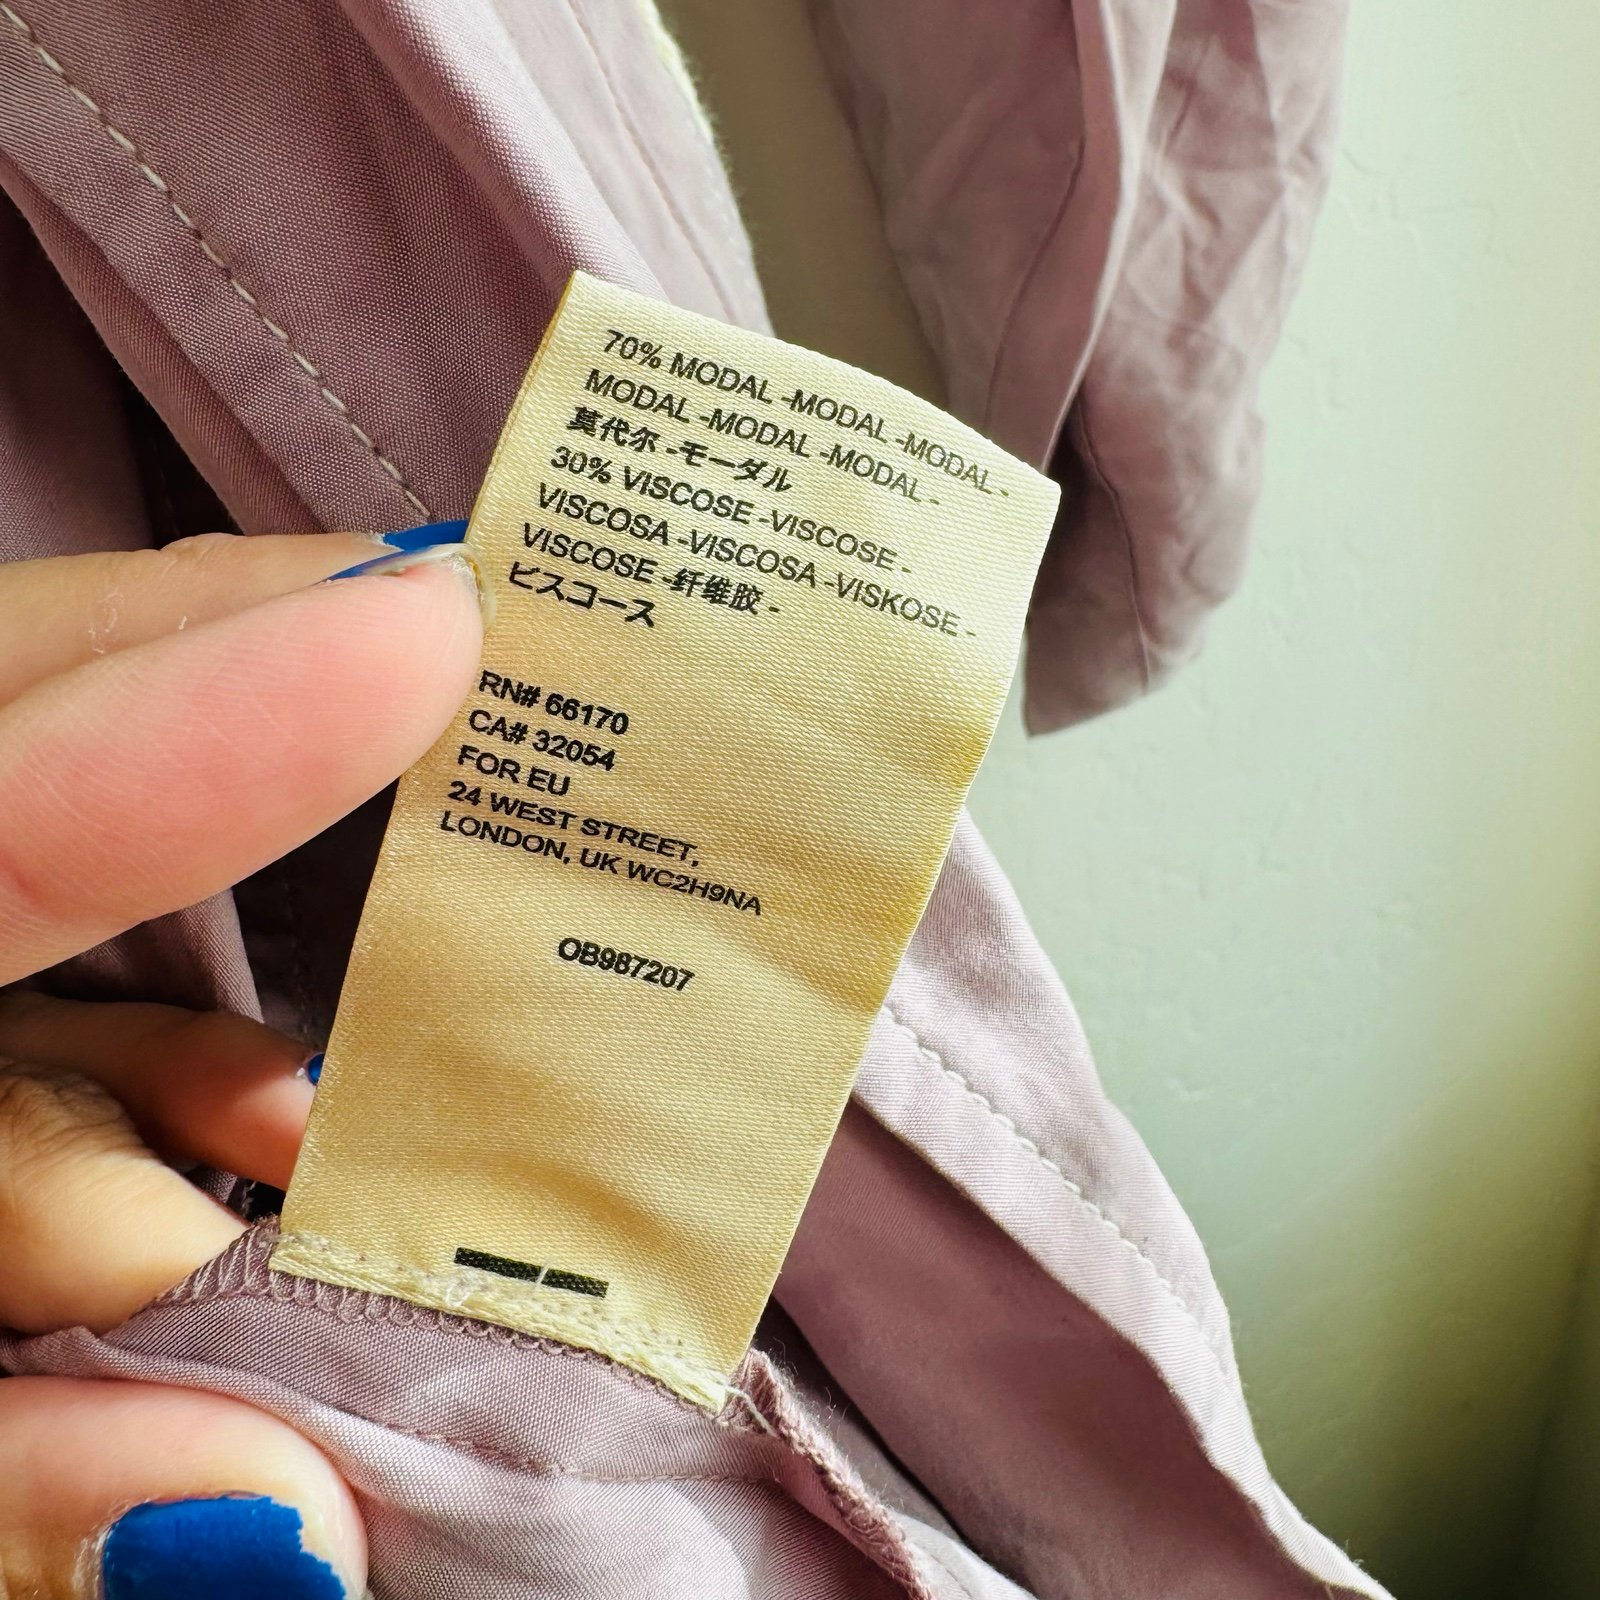 70% MODAL -MODAL -MODAL -
MODAL -MODAL -MODAL -
莫代尔 -モーダル
30% VISCOSE -VISCOSE -
VISCOSA -VISCOSA -VISKOSE -
VISCOSE -纤维胶 -
ビスコース
RN# 66170
CA# 32054
FOR EU
24 WEST STREET,
LONDON, UK WC2H9NA
OB987207